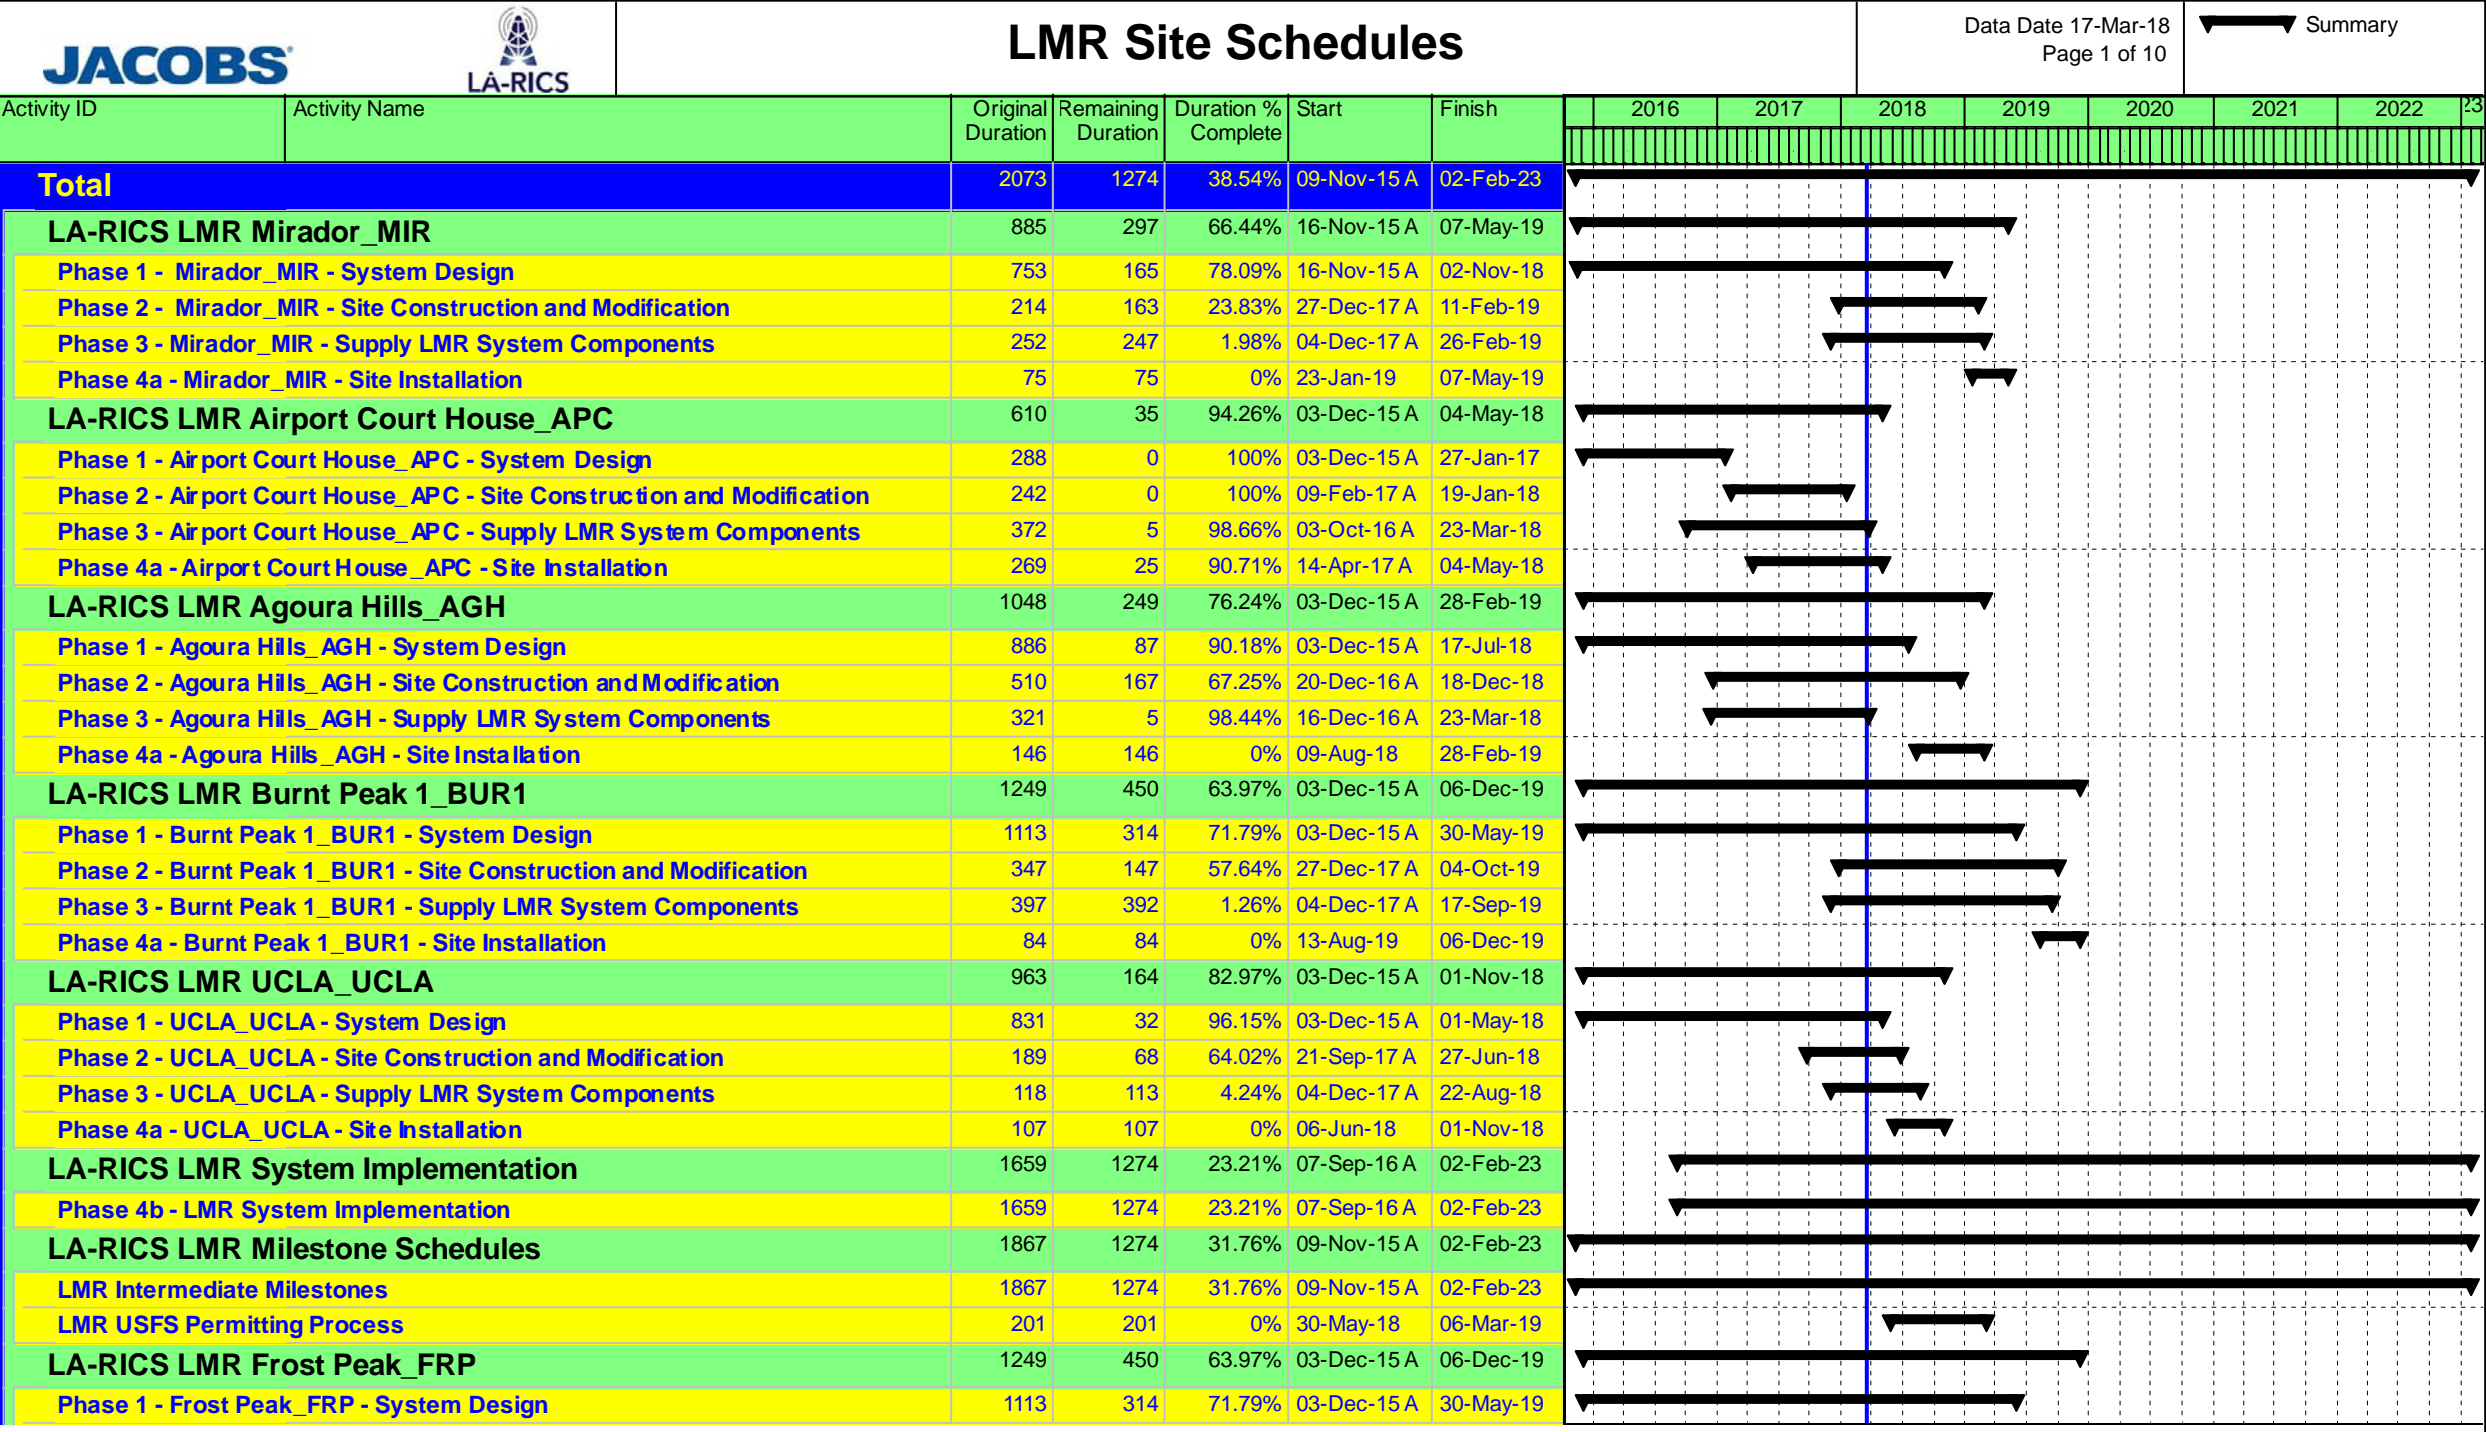 JACOBS
LA-RICS
LMR Site Schedules
Data Date 17-Mar-18
Page 1 of 10
Summary
Activity ID Activity Name Original Duration Remaining Duration Duration % Complete Start Finish 2016 2017 2018 2019 2020 2021 2022 23
Total 2073 1274 38.54% 09-Nov-15 A 02-Feb-23
LA-RICS LMR Mirador_MIR 885 297 66.44% 16-Nov-15 A 07-May-19
Phase 1 - Mirador_MIR - System Design 753 165 78.09% 16-Nov-15 A 02-Nov-18
Phase 2 - Mirador_MIR - Site Construction and Modification 214 163 23.83% 27-Dec-17 A 11-Feb-19
Phase 3 - Mirador_MIR - Supply LMR System Components 252 247 1.98% 04-Dec-17 A 26-Feb-19
Phase 4a - Mirador_MIR - Site Installation 75 75 0% 23-Jan-19 07-May-19
LA-RICS LMR Airport Court House_APC 610 35 94.26% 03-Dec-15 A 04-May-18
Phase 1 - Airport Court House_APC - System Design 288 0 100% 03-Dec-15 A 27-Jan-17
Phase 2 - Airport Court House_APC - Site Construction and Modification 242 0 100% 09-Feb-17 A 19-Jan-18
Phase 3 - Airport Court House_APC - Supply LMR System Components 372 5 98.66% 03-Oct-16 A 23-Mar-18
Phase 4a - Airport Court House_APC - Site Installation 269 25 90.71% 14-Apr-17 A 04-May-18
LA-RICS LMR Agoura Hills_AGH 1048 249 76.24% 03-Dec-15 A 28-Feb-19
Phase 1 - Agoura Hills_AGH - System Design 886 87 90.18% 03-Dec-15 A 17-Jul-18
Phase 2 - Agoura Hills_AGH - Site Construction and Modification 510 167 67.25% 20-Dec-16 A 18-Dec-18
Phase 3 - Agoura Hills_AGH - Supply LMR System Components 321 5 98.44% 16-Dec-16 A 23-Mar-18
Phase 4a - Agoura Hills_AGH - Site Installation 146 146 0% 09-Aug-18 28-Feb-19
LA-RICS LMR Burnt Peak 1_BUR1 1249 450 63.97% 03-Dec-15 A 06-Dec-19
Phase 1 - Burnt Peak 1_BUR1 - System Design 1113 314 71.79% 03-Dec-15 A 30-May-19
Phase 2 - Burnt Peak 1_BUR1 - Site Construction and Modification 347 147 57.64% 27-Dec-17 A 04-Oct-19
Phase 3 - Burnt Peak 1_BUR1 - Supply LMR System Components 397 392 1.26% 04-Dec-17 A 17-Sep-19
Phase 4a - Burnt Peak 1_BUR1 - Site Installation 84 84 0% 13-Aug-19 06-Dec-19
LA-RICS LMR UCLA_UCLA 963 164 82.97% 03-Dec-15 A 01-Nov-18
Phase 1 - UCLA_UCLA - System Design 831 32 96.15% 03-Dec-15 A 01-May-18
Phase 2 - UCLA_UCLA - Site Construction and Modification 189 68 64.02% 21-Sep-17 A 27-Jun-18
Phase 3 - UCLA_UCLA - Supply LMR System Components 118 113 4.24% 04-Dec-17 A 22-Aug-18
Phase 4a - UCLA_UCLA - Site Installation 107 107 0% 06-Jun-18 01-Nov-18
LA-RICS LMR System Implementation 1659 1274 23.21% 07-Sep-16 A 02-Feb-23
Phase 4b - LMR System Implementation 1659 1274 23.21% 07-Sep-16 A 02-Feb-23
LA-RICS LMR Milestone Schedules 1867 1274 31.76% 09-Nov-15 A 02-Feb-23
LMR Intermediate Milestones 1867 1274 31.76% 09-Nov-15 A 02-Feb-23
LMR USFS Permitting Process 201 201 0% 30-May-18 06-Mar-19
LA-RICS LMR Frost Peak_FRP 1249 450 63.97% 03-Dec-15 A 06-Dec-19
Phase 1 - Frost Peak_FRP - System Design 1113 314 71.79% 03-Dec-15 A 30-May-19